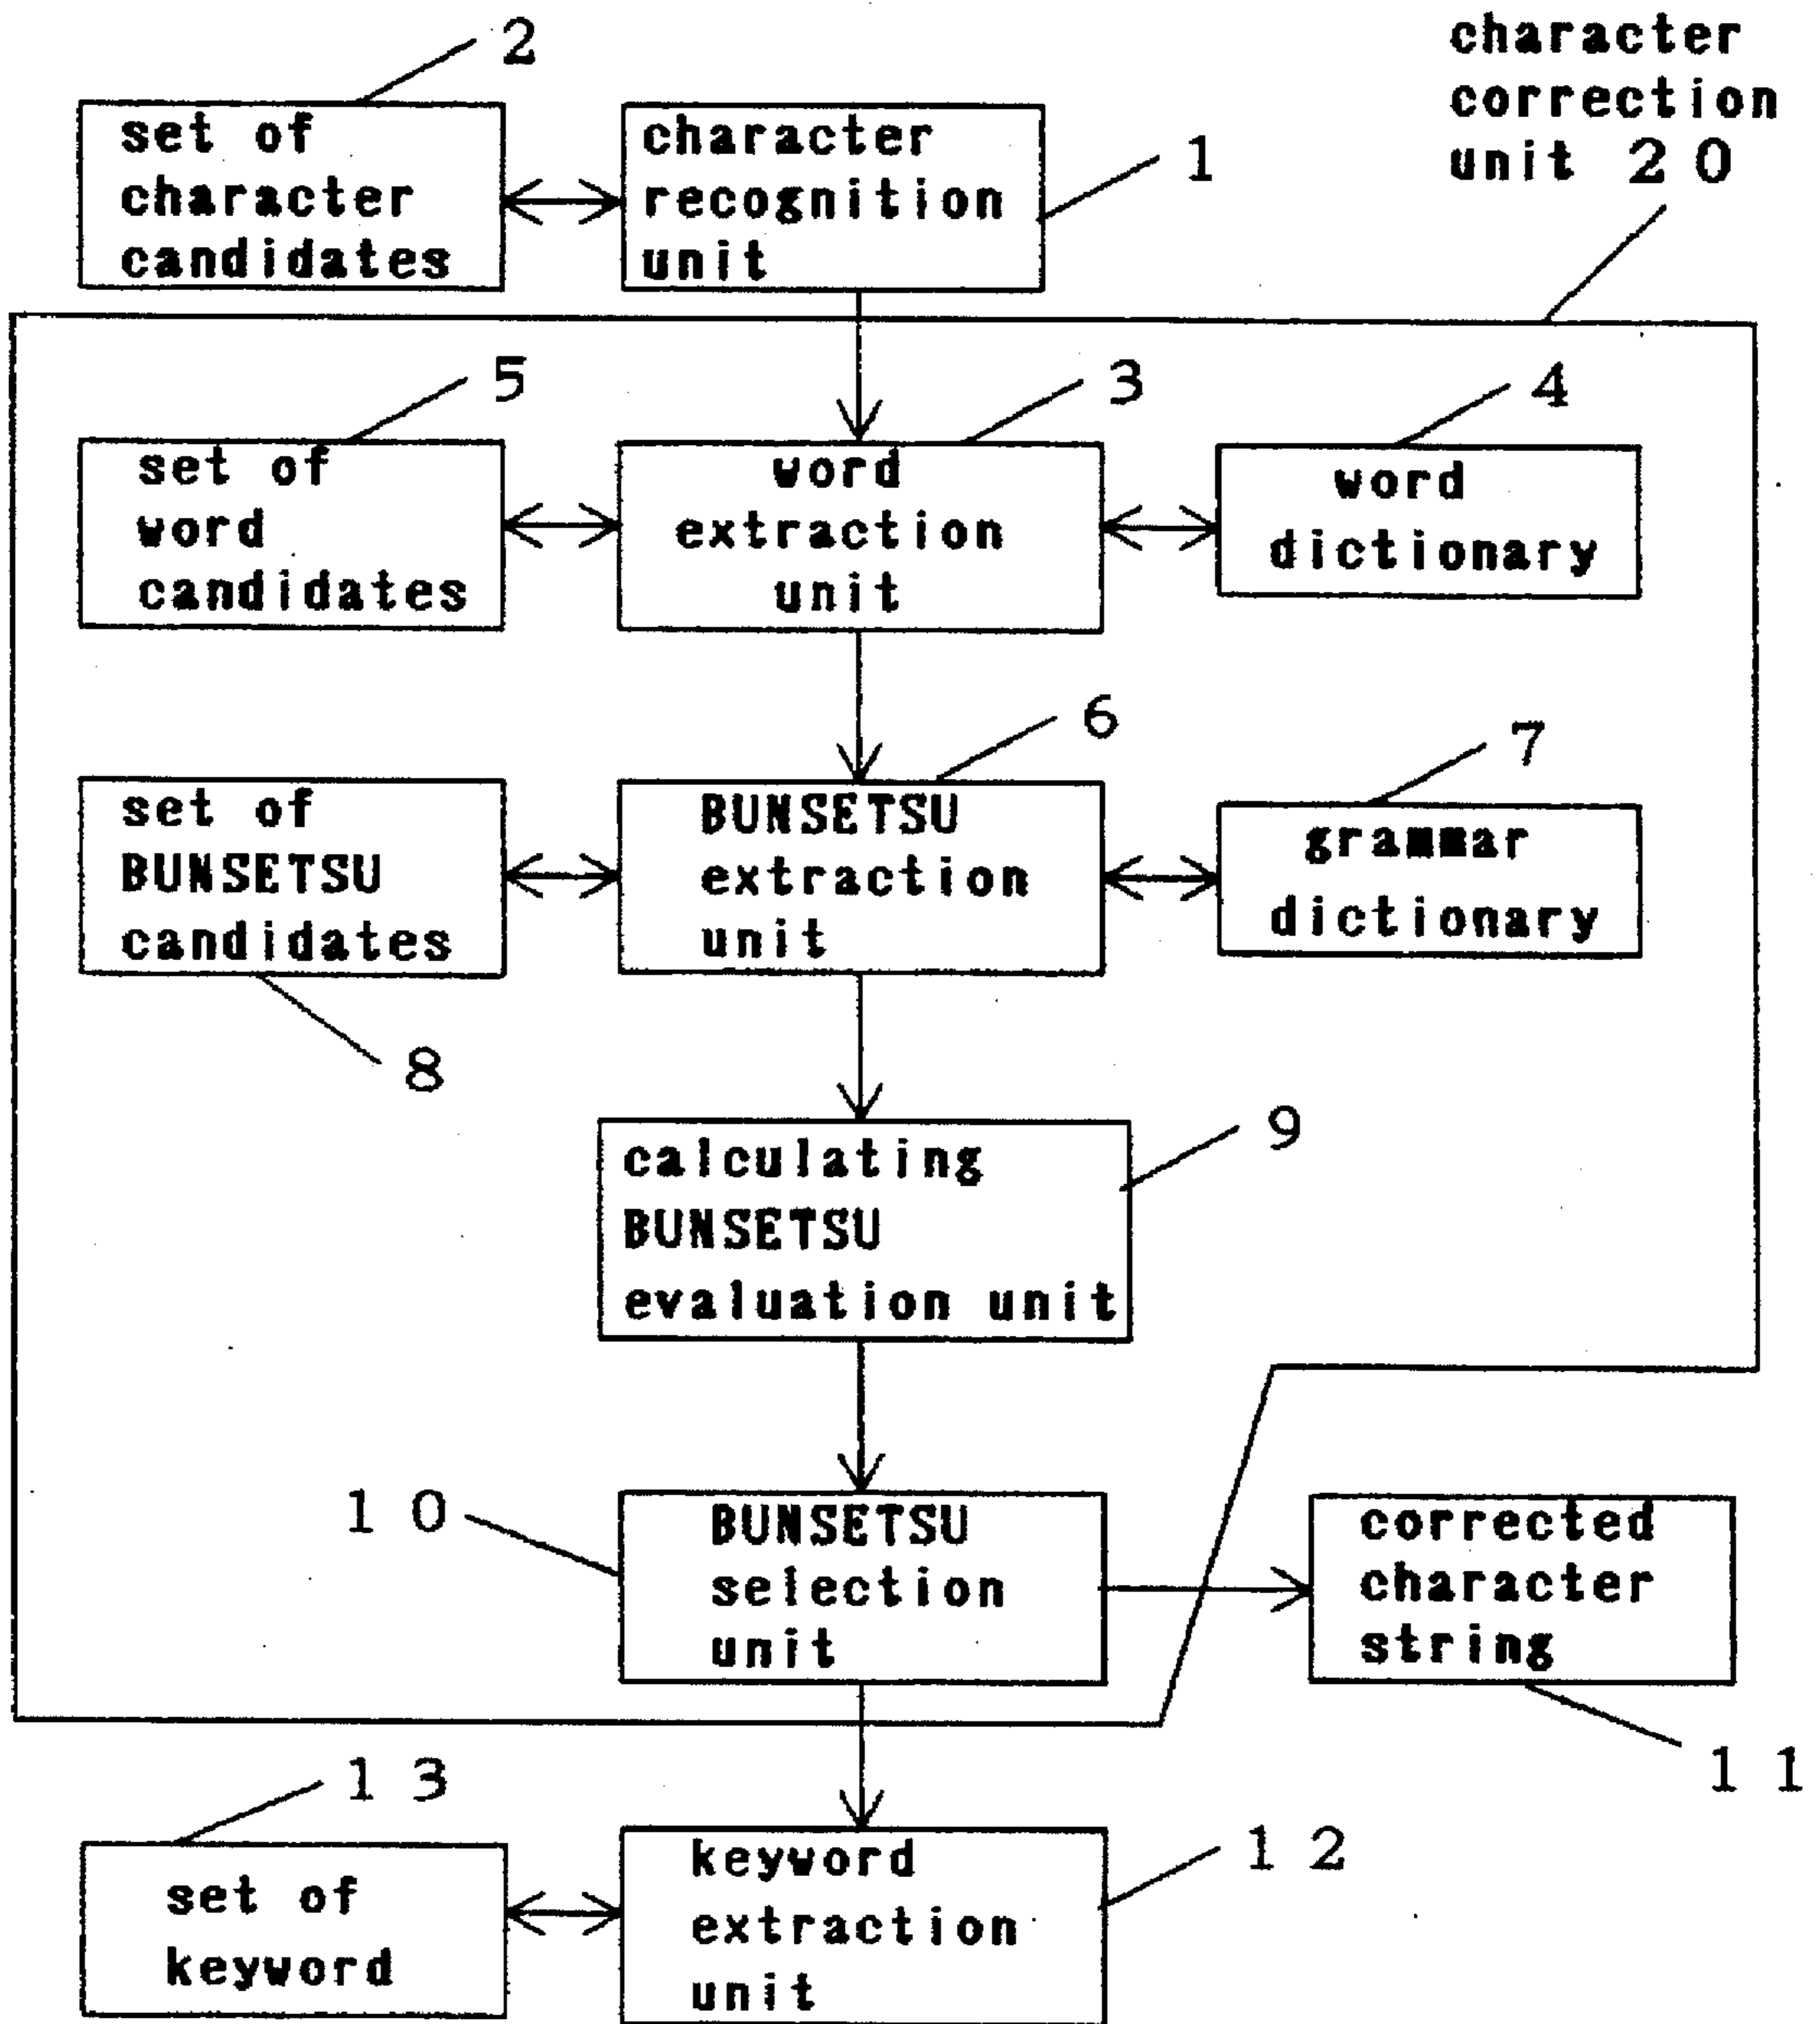 character
correction
unit 20
2
set of
character
candidates
character
recognition
unit
1
5
set of
word
candidates
3
word
extraction
unit
4
word
dictionary
6
BUNSETSU
extraction
unit
7
grammar
dictionary
set of
BUNSETSU
candidates
8
9
calculating
BUNSETSU
evaluation unit
10
BUNSETSU
selection
unit
corrected
character
string
11
13
set of
keyword
keyword
extraction
unit
12